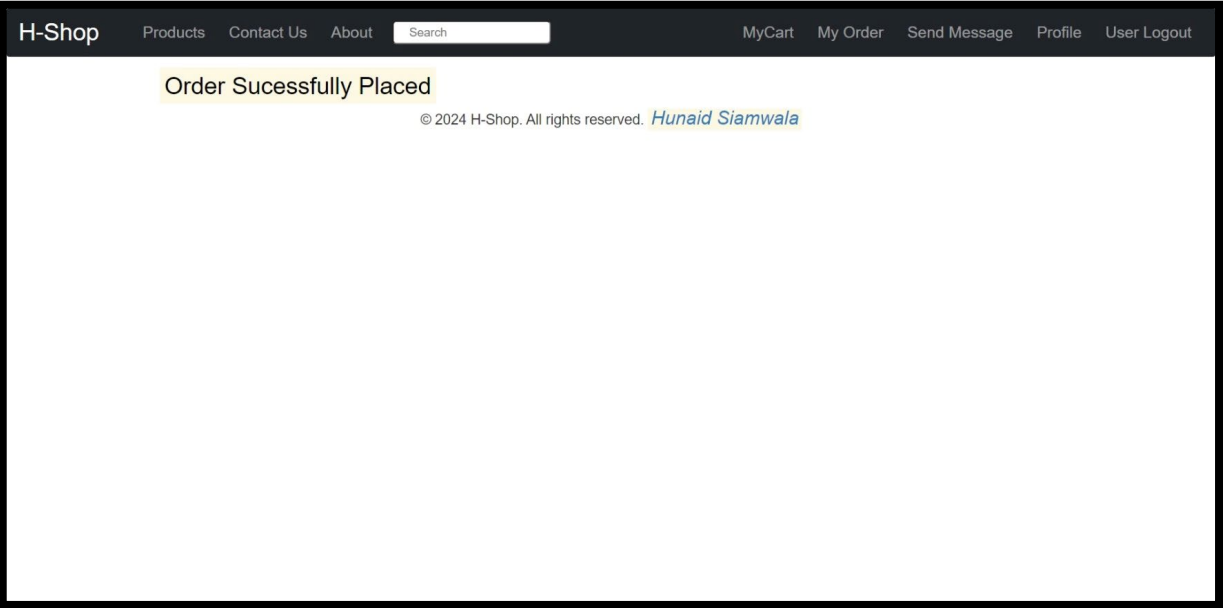 H-Shop Products Contact Us About Search MyCart My Order Send Message Profile User Logout
Order Sucessfully Placed
© 2024 H-Shop. All rights reserved. Hunaid Siamwala